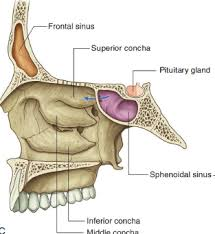 Frontal sinus
Superior concha
Pituitary gland
Sphenoidal sinus
Inferior concha
Middle concha
C